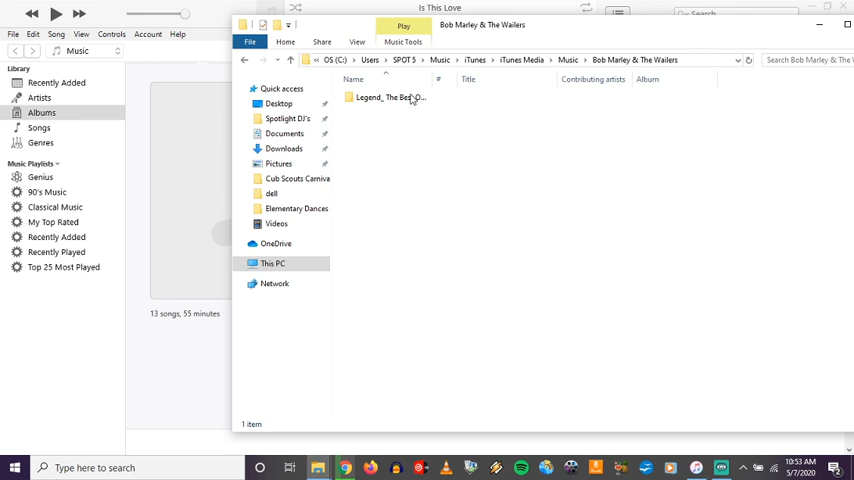 Is This Love
Search
File Edit Song View Controls Account Help
Music
Library
Recently Added
Artists
Albums
Songs
Genres
Music Playlists
Genius
90's Music
Classical Music
My Top Rated
Recently Added
Recently Played
Top 25 Most Played
13 songs, 55 minutes
Play
Bob Marley & The Wailers
File Home Share View Music Tools
« OS (C:) > Users > SPOT 5 > Music > iTunes > iTunes Media > Music > Bob Marley & The Wailers
Search Bob Marley & The W
Name # Title Contributing artists Album
Quick access
Desktop
Spotlight DJ's
Documents
Downloads
Pictures
Cub Scouts Carniva
dell
Elementary Dances
Videos
OneDrive
This PC
Network
Legend_ The Bes O...
1 item
Type here to search
10:53 AM
5/7/2020
2